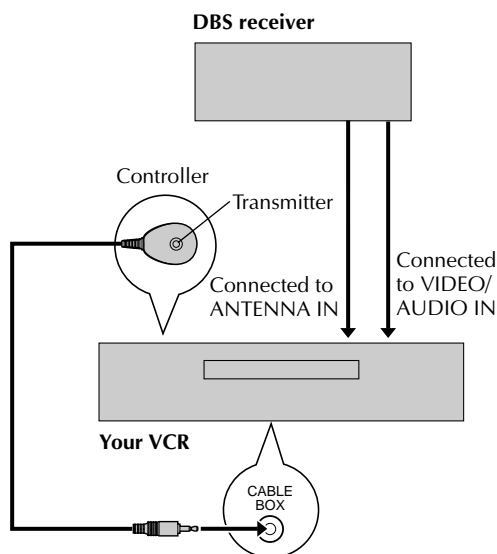 DBS receiver
Controller
Transmitter
Connected to
ANTENNA IN
Connected
to VIDEO/
AUDIO IN
Your VCR
CABLE
BOX